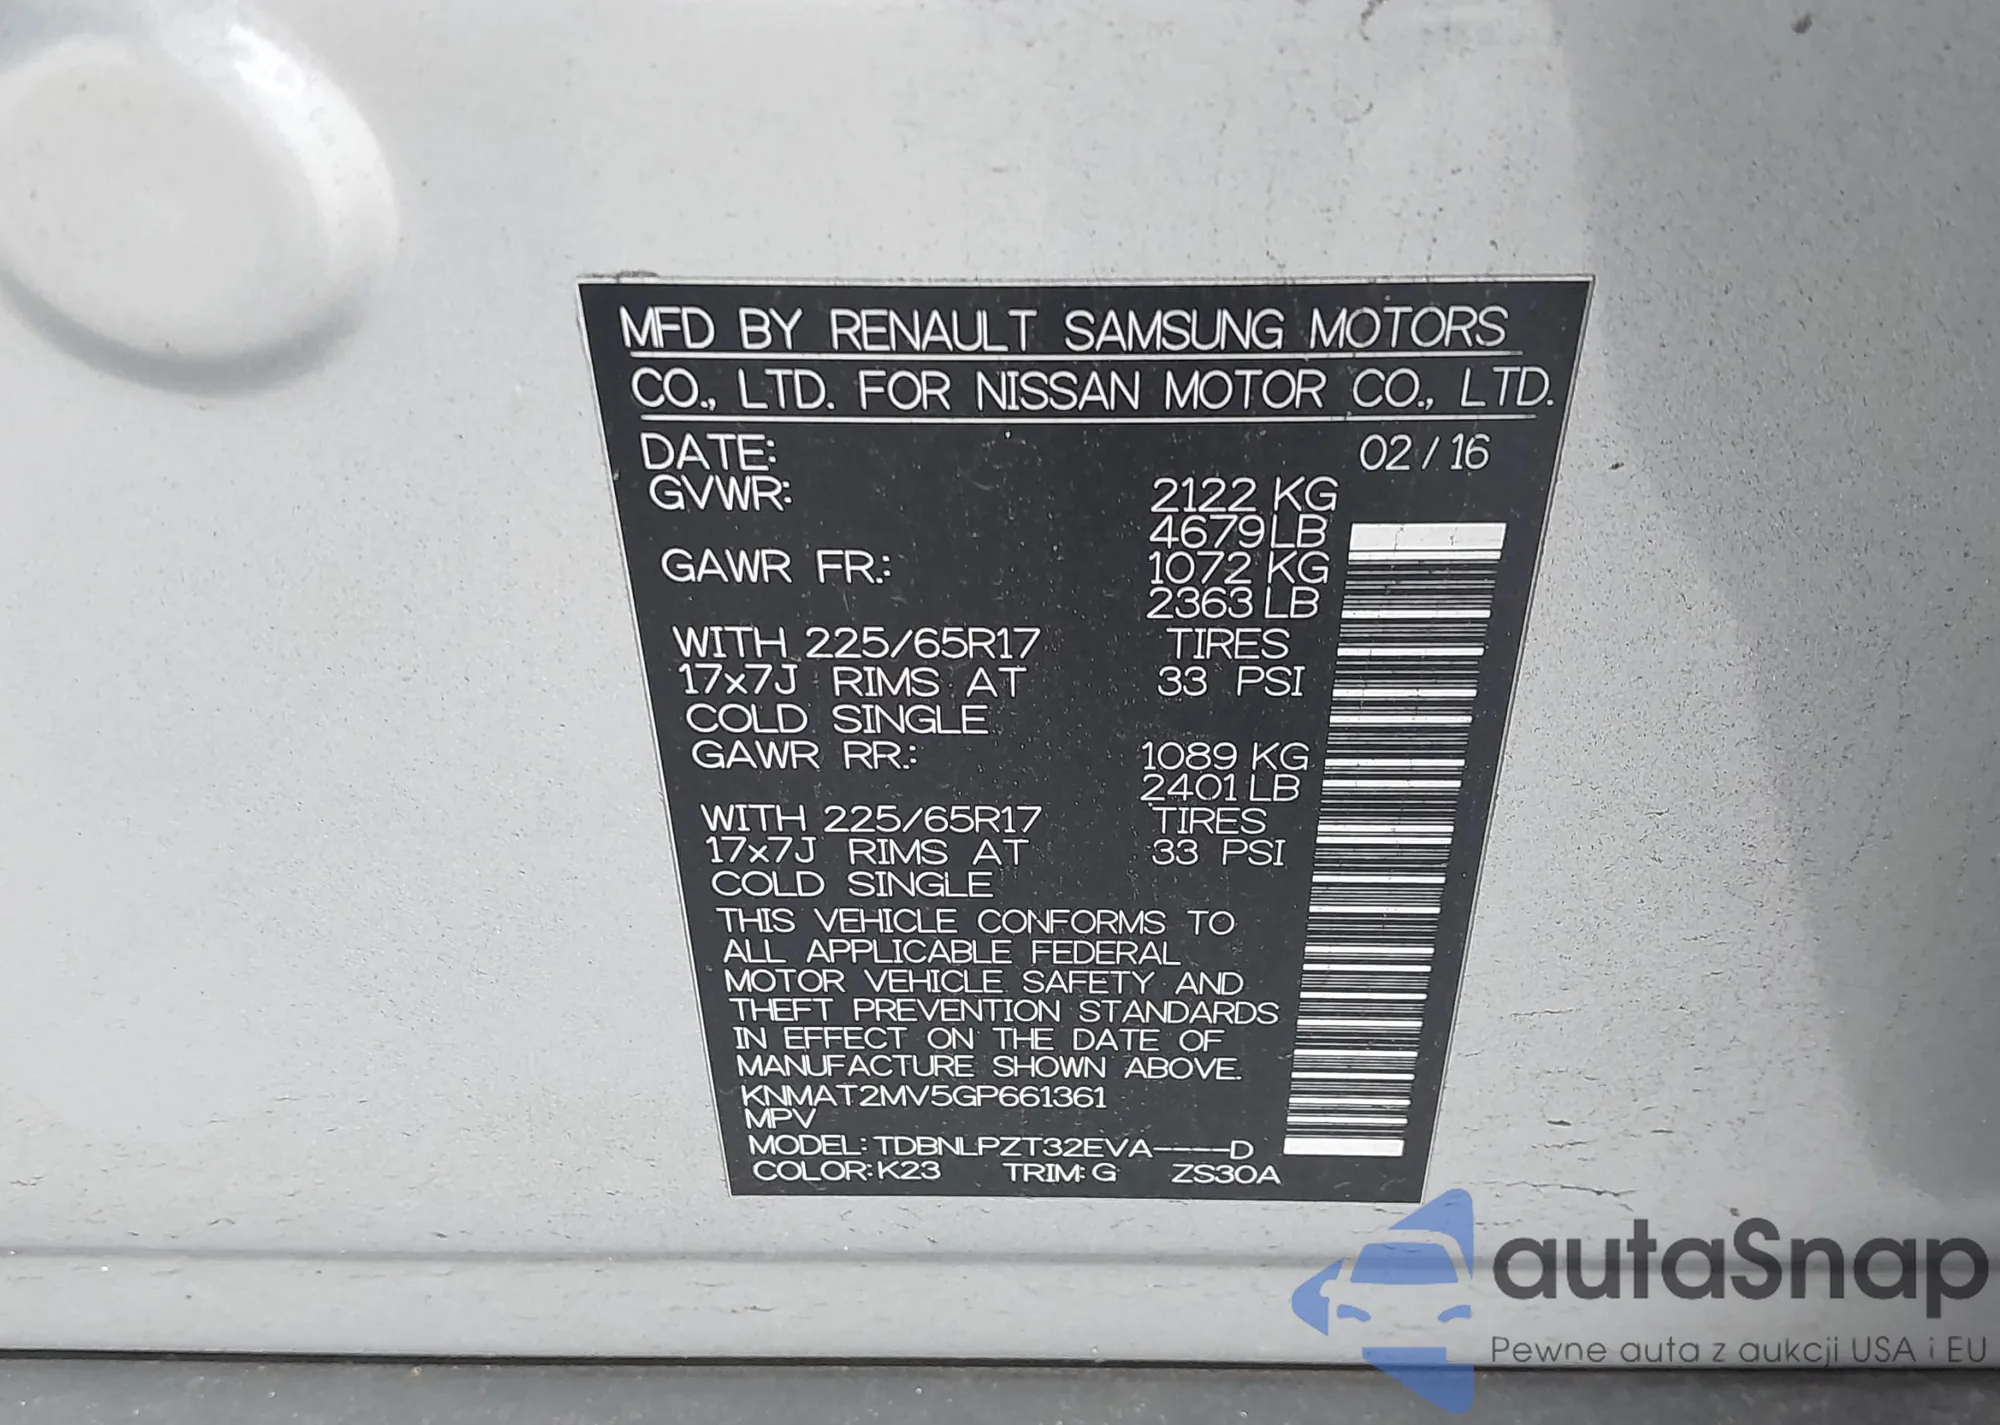 MFD BY RENAULT SAMSUNG MOTORS
CO., LTD. FOR NISSAN MOTOR CO., LTD.
DATE: 02 / 16
GVWR: 2122 KG
4679 LB
GAWR FR.: 1072 KG
2363 LB
WITH 225/65R17 TIRES
17x7J RIMS AT 33 PSI
COLD SINGLE
GAWR RR.: 1089 KG
2401 LB
WITH 225/65R17 TIRES
17x7J RIMS AT 33 PSI
COLD SINGLE
THIS VEHICLE CONFORMS TO
ALL APPLICABLE FEDERAL
MOTOR VEHICLE SAFETY AND
THEFT PREVENTION STANDARDS
IN EFFECT ON THE DATE OF
MANUFACTURE SHOWN ABOVE.
KNMAT2MV5GP661361
MPV
MODEL: TDBNLPZT32EVA----D
COLOR: K23 TRIM: G ZS30A
autaSnap
Pewne auta z aukcji USA i EU